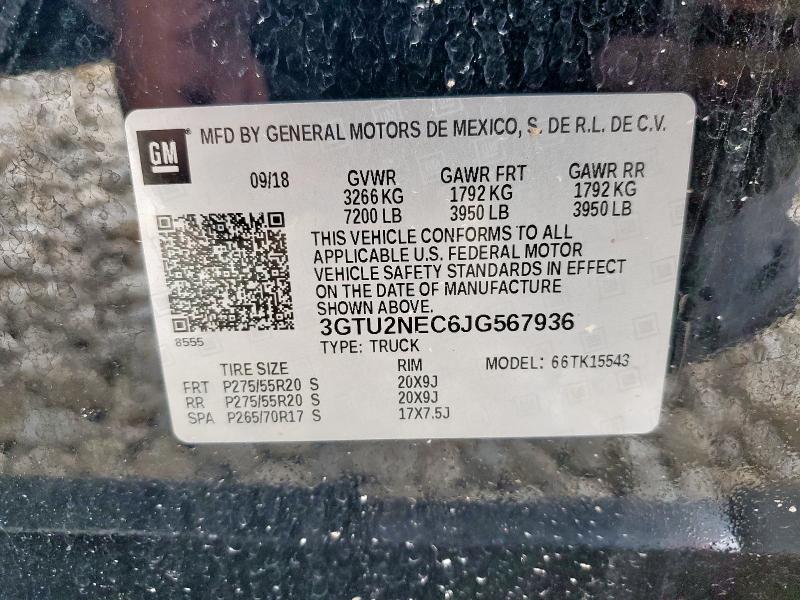 GM
MFD BY GENERAL MOTORS DE MEXICO, S. DE R.L. DE C.V.
09/18 GVWR GAWR FRT GAWR RR
3266 KG 1792 KG 1792 KG
7200 LB 3950 LB 3950 LB
THIS VEHICLE CONFORMS TO ALL
APPLICABLE U.S. FEDERAL MOTOR
VEHICLE SAFETY STANDARDS IN EFFECT
ON THE DATE OF MANUFACTURE
SHOWN ABOVE.
3GTU2NEC6JG567936
8555
TYPE: TRUCK
TIRE SIZE RIM MODEL: 66TK15543
FRT P275/55R20 S 20X9J
RR P275/55R20 S 20X9J
SPA P265/70R17 S 17X7.5J